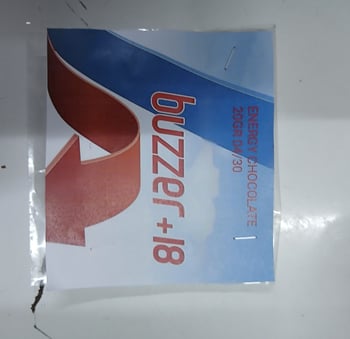 ENERGY CHOCOLATE
20GR DM/30
buzzer+18